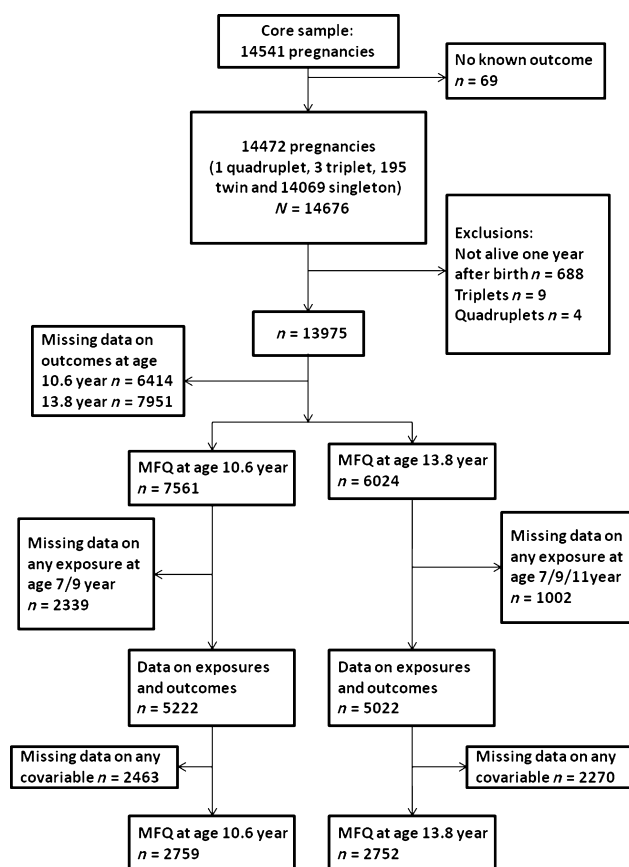 Core sample:
14541 pregnancies
No known outcome
n = 69
14472 pregnancies
(1 quadruplet, 3 triplet, 195
twin and 14069 singleton)
N = 14676
Exclusions:
Not alive one year
after birth n = 688
Triplets n = 9
Quadruplets n = 4
n = 13975
Missing data on
outcomes at age
10.6 year n = 6414
13.8 year n = 7951
MFQ at age 10.6 year
n = 7561
MFQ at age 13.8 year
n = 6024
Missing data on
any exposure at
age 7/9 year
n = 2339
Missing data on
any exposure at
age 7/9/11year
n = 1002
Data on exposures
and outcomes
n = 5222
Data on exposures
and outcomes
n = 5022
Missing data on any
covariable n = 2463
Missing data on any
covariable n = 2270
MFQ at age 10.6 year
n = 2759
MFQ at age 13.8 year
n = 2752